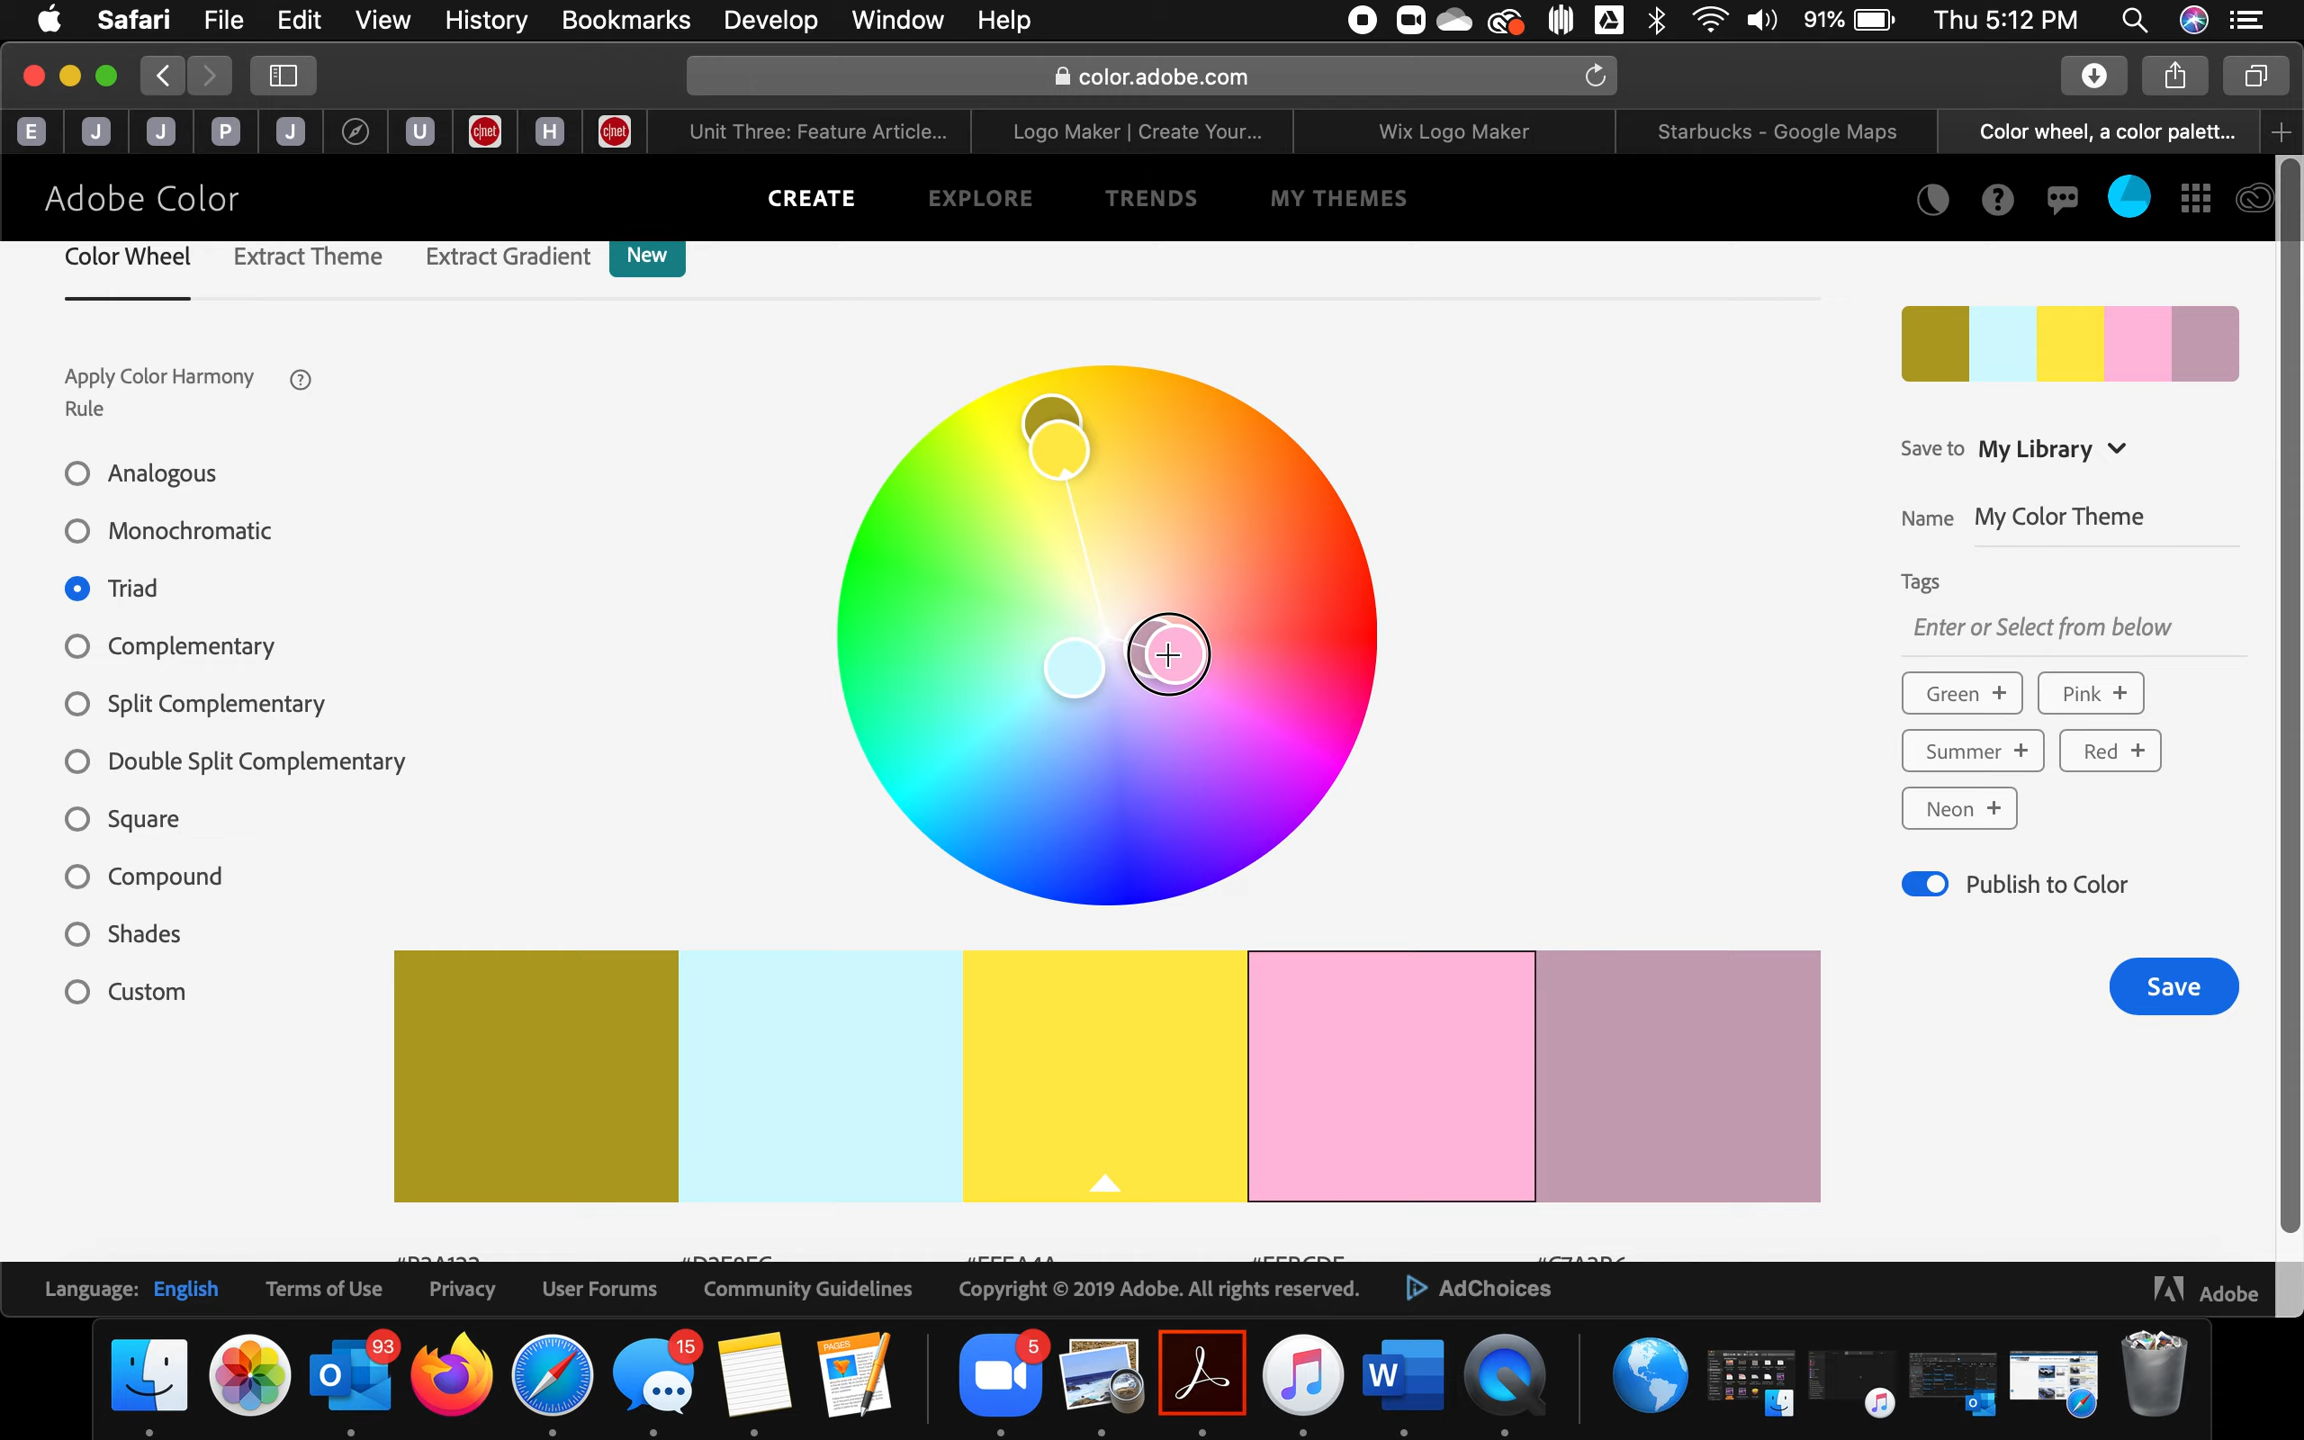 Safari File Edit View History Bookmarks Develop Window Help 91% Thu 5:12 PM
color.adobe.com
E J J P J U c|net H c|net Unit Three: Feature Article... Logo Maker | Create Your... Wix Logo Maker Starbucks - Google Maps Color wheel, a color palett...
Adobe Color CREATE EXPLORE TRENDS MY THEMES
Color Wheel Extract Theme Extract Gradient New
Apply Color Harmony
Rule
Analogous
Monochromatic
Triad
Complementary
Split Complementary
Double Split Complementary
Square
Compound
Shades
Custom
Save to My Library
Name My Color Theme
Tags
Enter or Select from below
Green + Pink +
Summer + Red +
Neon +
Publish to Color
Save
Language: English Terms of Use Privacy User Forums Community Guidelines Copyright © 2019 Adobe. All rights reserved. AdChoices Adobe
93 15 PAGES 5 W